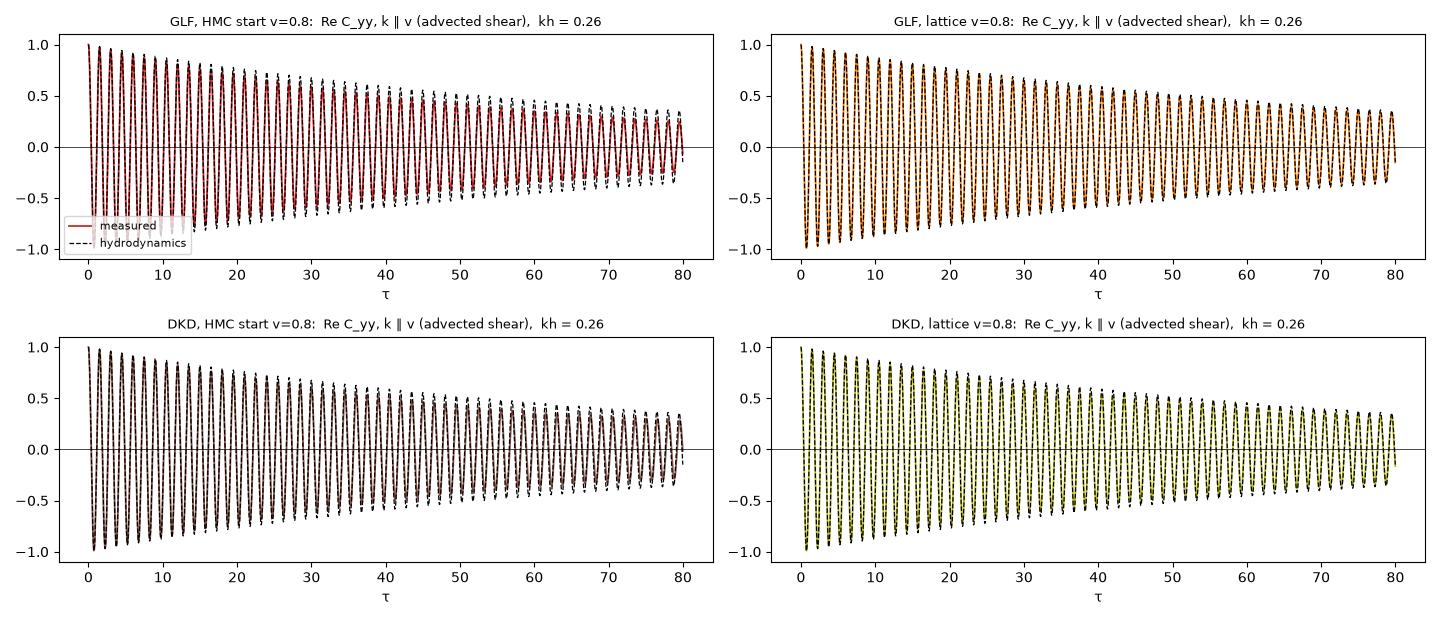 GLF, HMC start v=0.8:  Re C_yy, k ∥ v (advected shear),  kh = 0.26
1.0
0.5
0.0
−0.5
−1.0
measured
hydrodynamics
0 10 20 30 40 50 60 70 80
τ
GLF, lattice v=0.8:  Re C_yy, k ∥ v (advected shear),  kh = 0.26
1.0
0.5
0.0
−0.5
−1.0
0 10 20 30 40 50 60 70 80
τ
DKD, HMC start v=0.8:  Re C_yy, k ∥ v (advected shear),  kh = 0.26
1.0
0.5
0.0
−0.5
−1.0
0 10 20 30 40 50 60 70 80
τ
DKD, lattice v=0.8:  Re C_yy, k ∥ v (advected shear),  kh = 0.26
1.0
0.5
0.0
−0.5
−1.0
0 10 20 30 40 50 60 70 80
τ